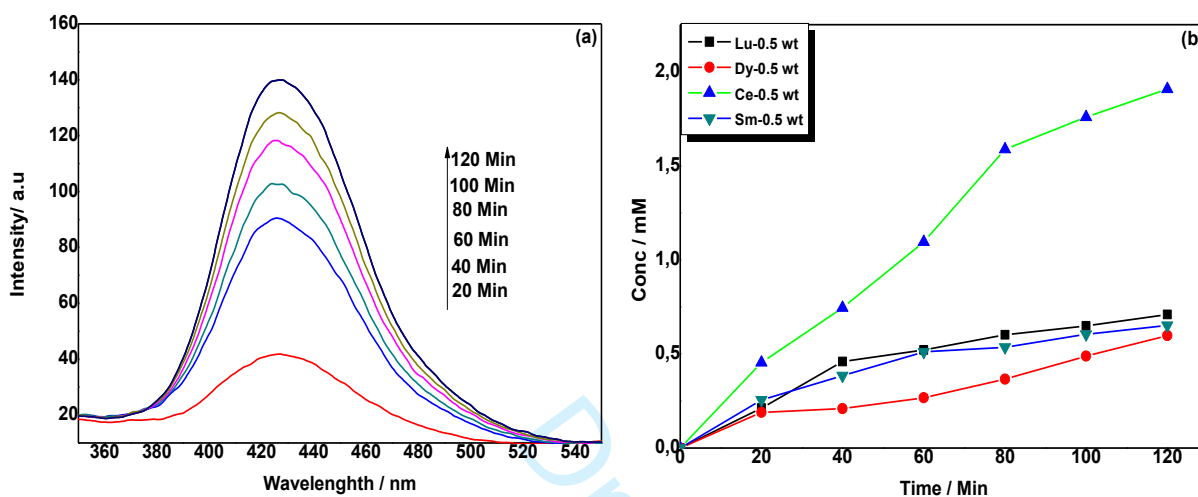 (a)
160
140
120
100
80
60
40
20
Intensity/ a.u
120 Min
100 Min
80 Min
60 Min
40 Min
20 Min
360 380 400 420 440 460 480 500 520 540
Wavelenghth / nm
(b)
Lu-0.5 wt
Dy-0.5 wt
Ce-0.5 wt
Sm-0.5 wt
2,0
1,5
1,0
0,5
0,0
Conc / mM
0 20 40 60 80 100 120
Time / Min